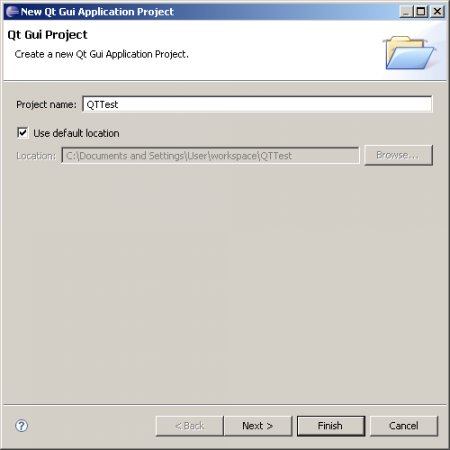 New Qt Gui Application Project
Qt Gui Project
Create a new Qt Gui Application Project.
Project name: QTTest
Use default location
Location: C:\Documents and Settings\User\workspace\QTTest Browse...
? < Back Next > Finish Cancel